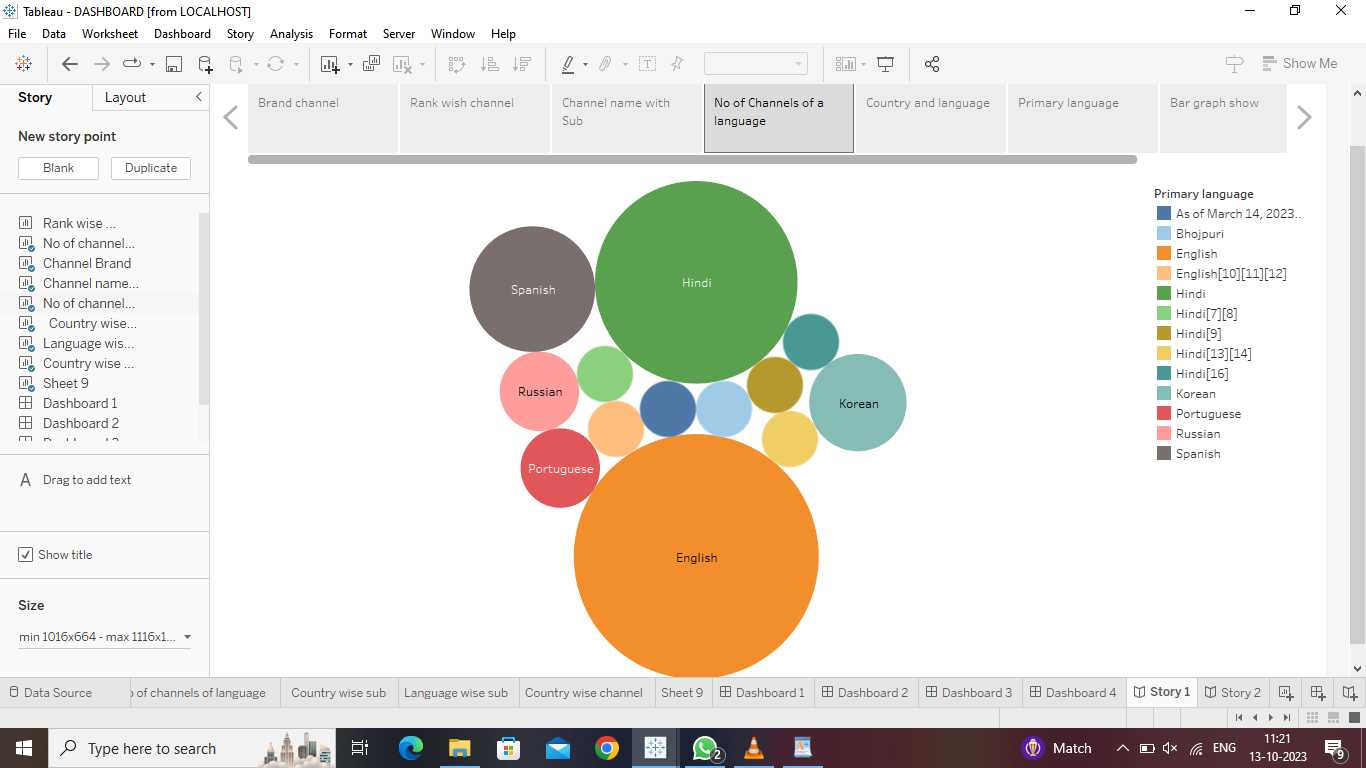 Tableau - DASHBOARD [from LOCALHOST]
File Data Worksheet Dashboard Story Analysis Format Server Window Help
Show Me
Story Layout
New story point
Blank Duplicate
Rank wise ...
No of channel...
Channel Brand
Channel name...
No of channel...
Country wise...
Language wis...
Country wise ...
Sheet 9
Dashboard 1
Dashboard 2
A Drag to add text
Show title
Size
min 1016x664 - max 1116x1...
Brand channel
Rank wish channel
Channel name with
Sub
No of Channels of a
language
Country and language
Primary language
Bar graph show
Hindi
Spanish
Russian
Korean
Portuguese
English
Primary language
As of March 14, 2023..
Bhojpuri
English
English[10][11][12]
Hindi
Hindi[7][8]
Hindi[9]
Hindi[13][14]
Hindi[16]
Korean
Portuguese
Russian
Spanish
Data Source of channels of language Country wise sub Language wise sub Country wise channel Sheet 9 Dashboard 1 Dashboard 2 Dashboard 3 Dashboard 4 Story 1 Story 2
Type here to search
2
Match
ENG
11:21
13-10-2023
9